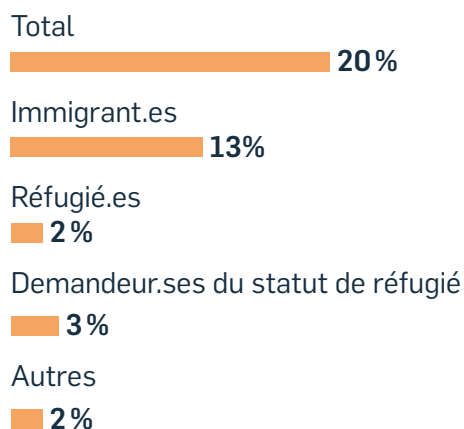 Total
20 %
Immigrant.es
13%
Réfugié.es
2 %
Demandeur.ses du statut de réfugié
3 %
Autres
2 %